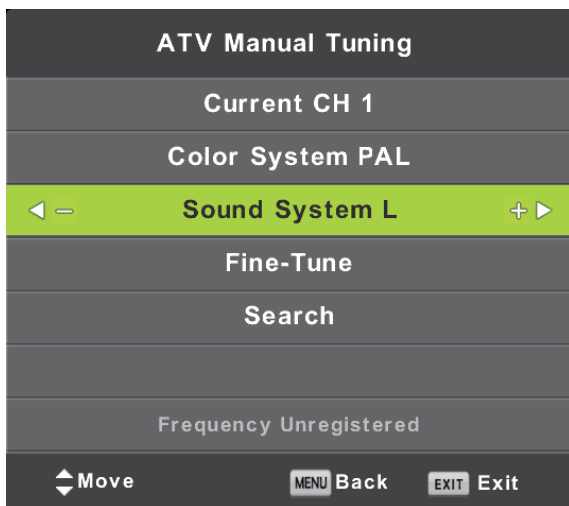 ATV Manual Tuning
Current CH 1
Color System PAL
Sound System L
Fine-Tune
Search
Frequency Unregistered
Move MENU Back EXIT Exit